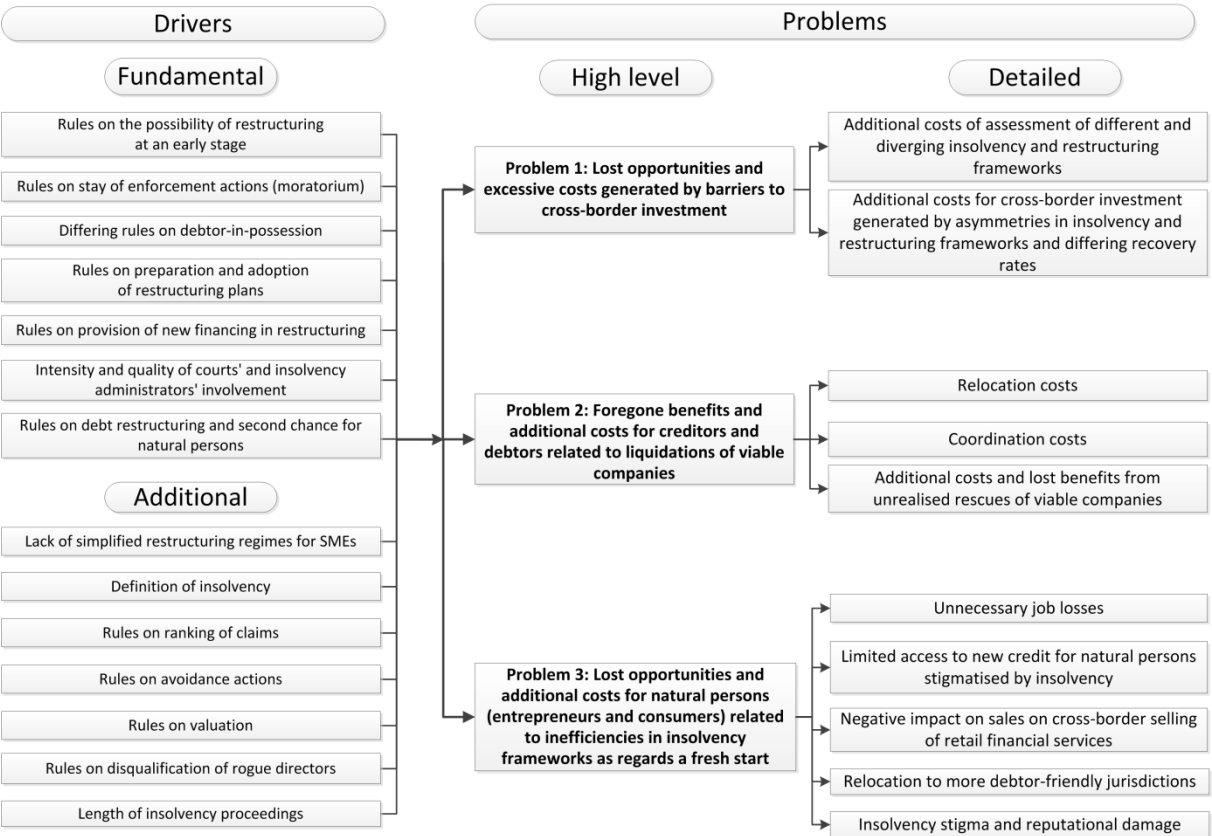 Drivers
Fundamental
Rules on the possibility of restructuring
at an early stage
Rules on stay of enforcement actions (moratorium)
Differing rules on debtor-in-possession
Rules on preparation and adoption
of restructuring plans
Rules on provision of new financing in restructuring
Intensity and quality of courts' and insolvency
administrators' involvement
Rules on debt restructuring and second chance for
natural persons
Additional
Lack of simplified restructuring regimes for SMEs
Definition of insolvency
Rules on ranking of claims
Rules on avoidance actions
Rules on valuation
Rules on disqualification of rogue directors
Length of insolvency proceedings
Problems
High level
Problem 1: Lost opportunities and
excessive costs generated by barriers to
cross-border investment
Problem 2: Foregone benefits and
additional costs for creditors and
debtors related to liquidations of viable
companies
Problem 3: Lost opportunities and
additional costs for natural persons
(entrepreneurs and consumers) related
to inefficiencies in insolvency
frameworks as regards a fresh start
Detailed
Additional costs of assessment of different and
diverging insolvency and restructuring
frameworks
Additional costs for cross-border investment
generated by asymmetries in insolvency and
restructuring frameworks and differing recovery
rates
Relocation costs
Coordination costs
Additional costs and lost benefits from
unrealised rescues of viable companies
Unnecessary job losses
Limited access to new credit for natural persons
stigmatised by insolvency
Negative impact on sales on cross-border selling
of retail financial services
Relocation to more debtor-friendly jurisdictions
Insolvency stigma and reputational damage